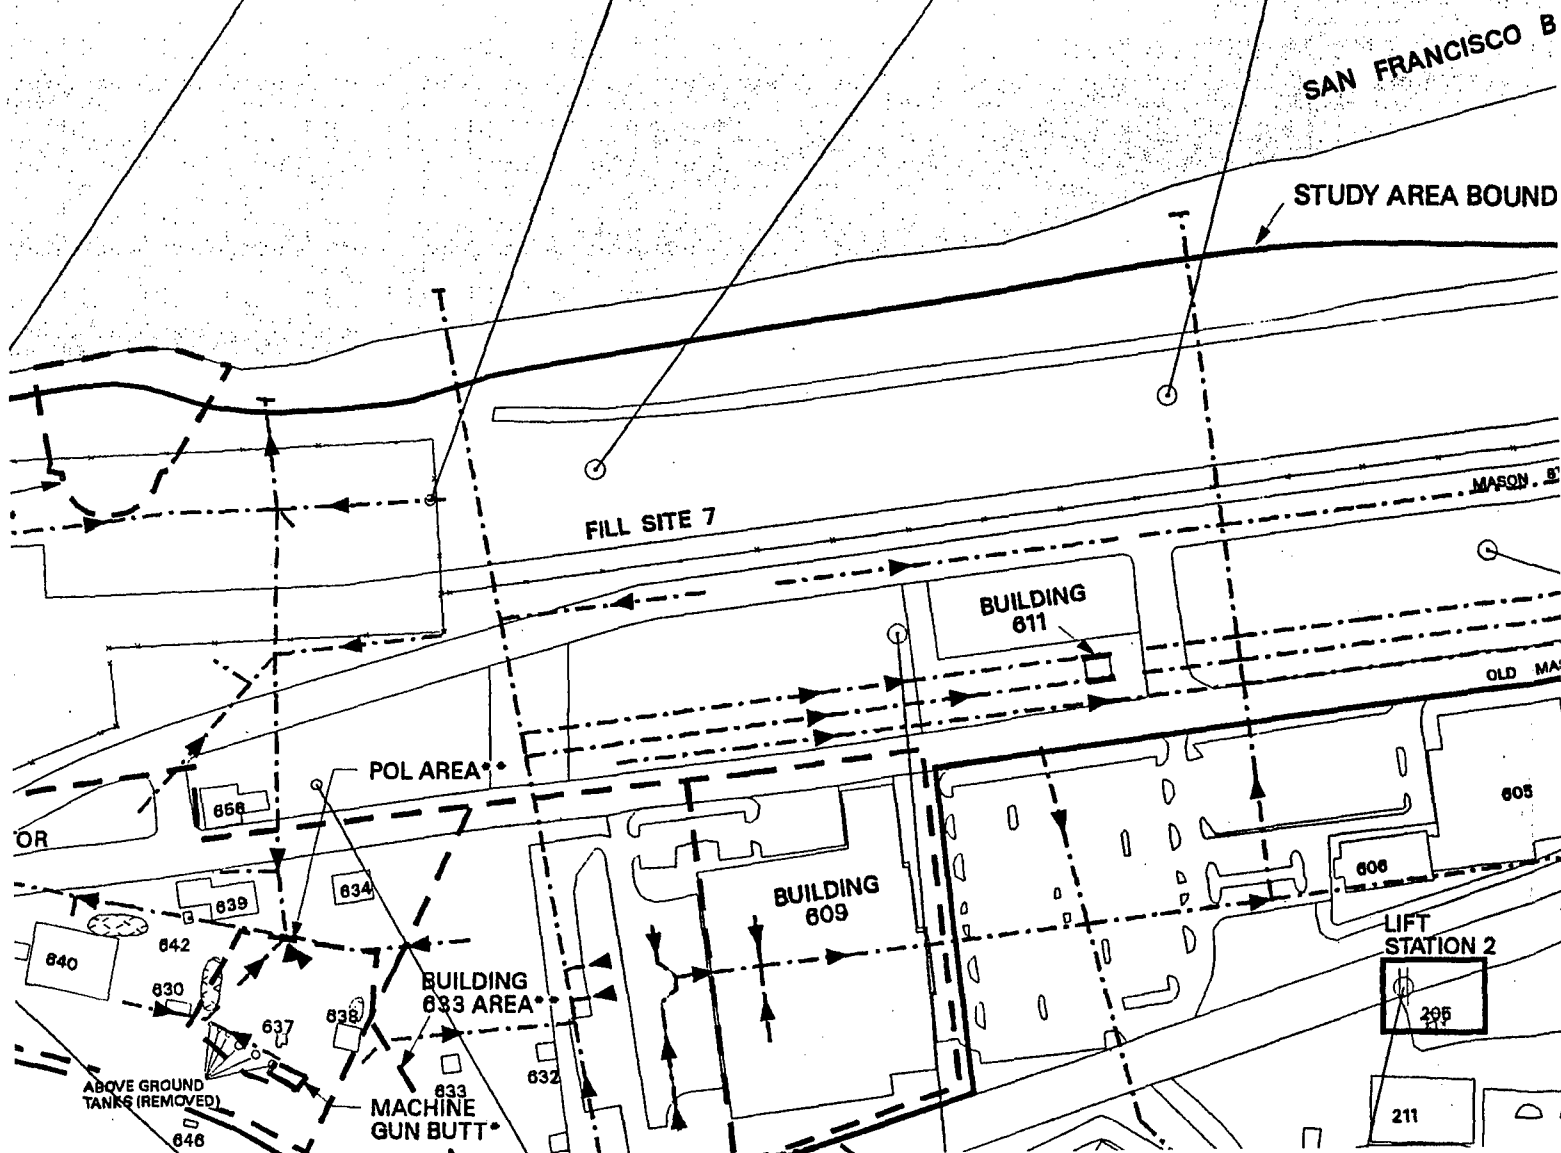 SAN FRANCISCO B
STUDY AREA BOUND
MASON ST
FILL SITE 7
BUILDING
611
OLD MAS
POL AREA**
656
605
OR
634
606
639
BUILDING
609
642
LIFT
STATION 2
640
630
BUILDING
633 AREA**
638
637
205
633
632
ABOVE GROUND
TANKS (REMOVED)
MACHINE
GUN BUTT*
211
646